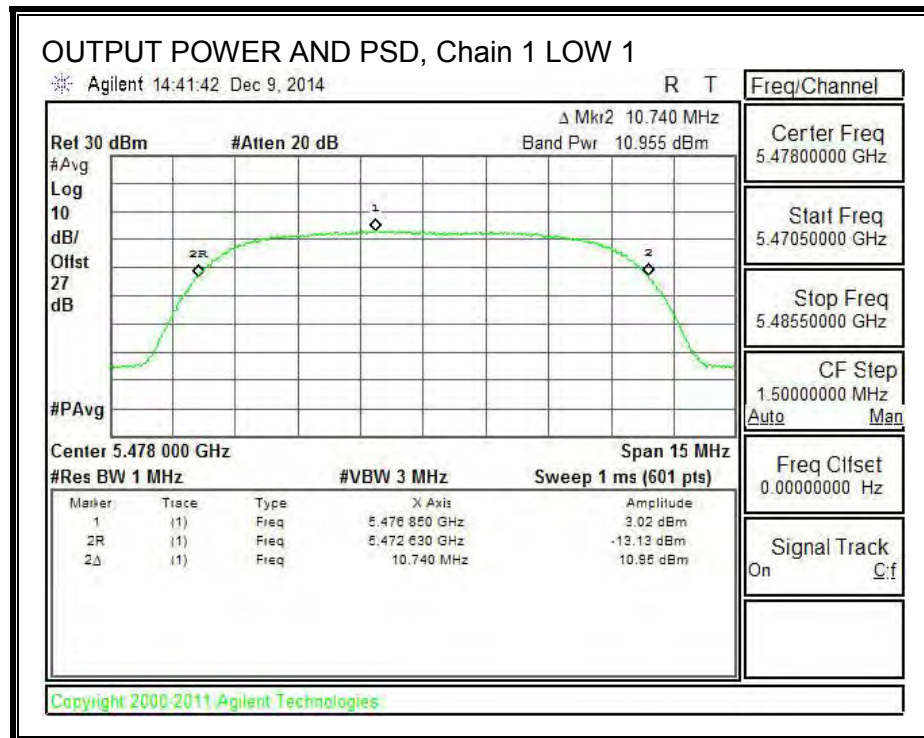 OUTPUT POWER AND PSD, Chain 1 LOW 1
Agilent 14:41:42 Dec 9, 2014
R T
Δ Mkr2 10.740 MHz
Ref 30 dBm #Atten 20 dB Band Pwr 10.955 dBm
#Avg
Log
10
dB/
Offst
27
dB
1
2R
2
#PAvg
Center 5.478 000 GHz Span 15 MHz
#Res BW 1 MHz #VBW 3 MHz Sweep 1 ms (601 pts)
Marker Trace Type X Axis Amplitude
1 (1) Freq 5.476 850 GHz 3.02 dBm
2R (1) Freq 5.472 630 GHz -13.13 dBm
2Δ (1) Freq 10.740 MHz 10.95 dBm
Freq/Channel
Center Freq
5.47800000 GHz
Start Freq
5.47050000 GHz
Stop Freq
5.48550000 GHz
CF Step
1.50000000 MHz
Auto Man
Freq Offset
0.00000000 Hz
Signal Track
On Off
Copyright 2000-2011 Agilent Technologies